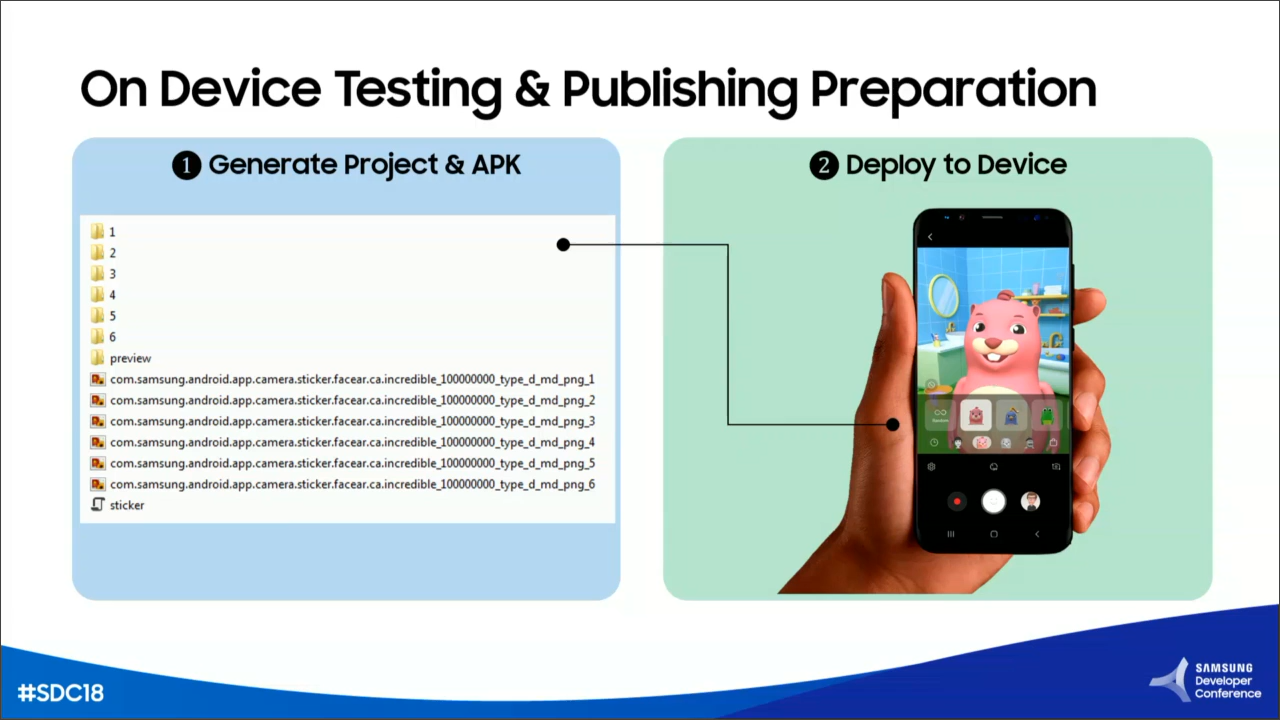 On Device Testing & Publishing Preparation
❶ Generate Project & APK
1
2
3
4
5
6
preview
com.samsung.android.app.camera.sticker.facear.ca.incredible_100000000_type_d_md_png_1
com.samsung.android.app.camera.sticker.facear.ca.incredible_100000000_type_d_md_png_2
com.samsung.android.app.camera.sticker.facear.ca.incredible_100000000_type_d_md_png_3
com.samsung.android.app.camera.sticker.facear.ca.incredible_100000000_type_d_md_png_4
com.samsung.android.app.camera.sticker.facear.ca.incredible_100000000_type_d_md_png_5
com.samsung.android.app.camera.sticker.facear.ca.incredible_100000000_type_d_md_png_6
sticker
❷ Deploy to Device
#SDC18
SAMSUNG
Developer
Conference